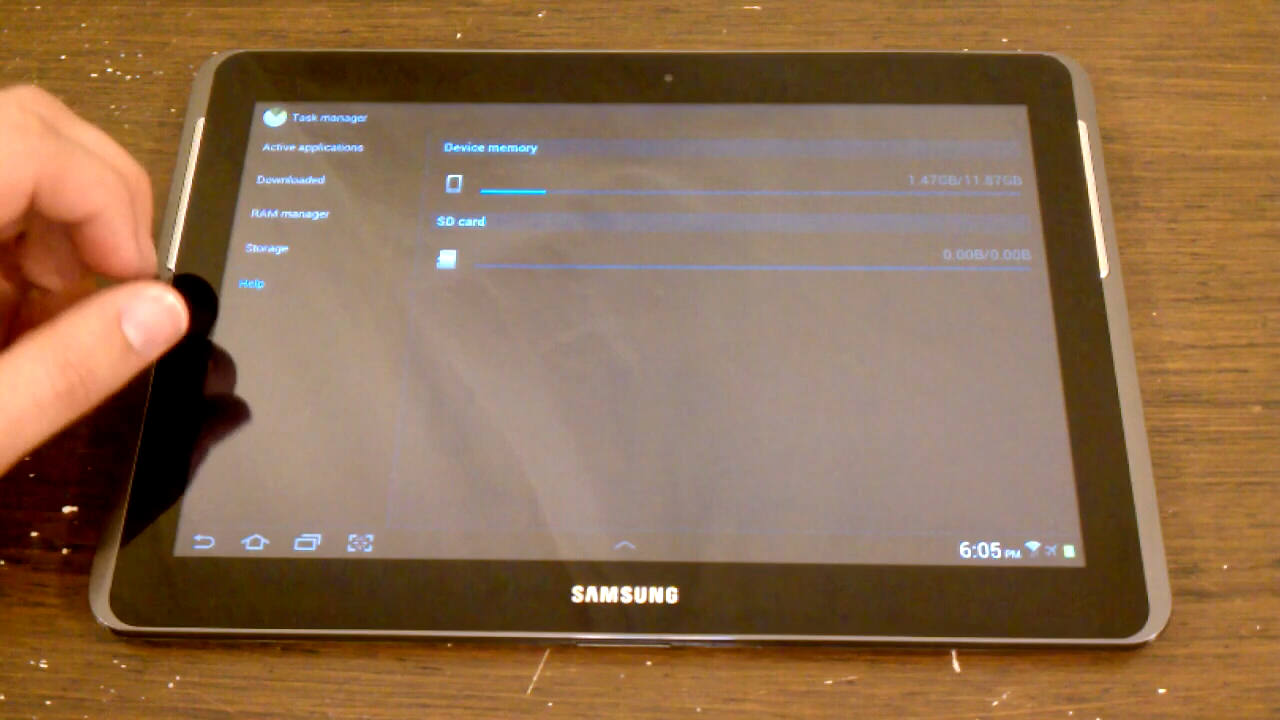 Task manager
Active applications
Downloaded
RAM manager
Storage
Help
Device memory
1.47GB/11.87GB
SD card
0.00B/0.00B
6:05 PM
SAMSUNG